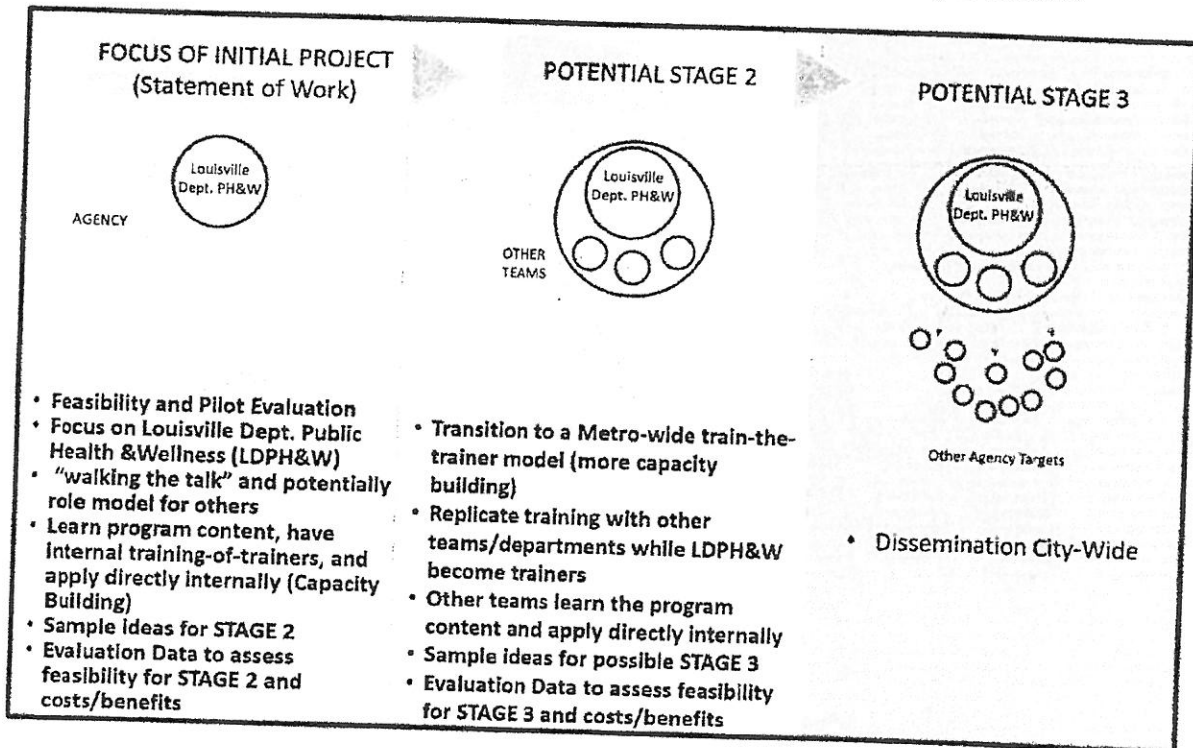 FOCUS OF INITIAL PROJECT
(Statement of Work)
Louisville
Dept. PH&W
AGENCY
• Feasibility and Pilot Evaluation
• Focus on Louisville Dept. Public
Health &Wellness (LDPH&W)
• "walking the talk" and potentially
role model for others
• Learn program content, have
internal training-of-trainers, and
apply directly internally (Capacity
Building)
• Sample ideas for STAGE 2
• Evaluation Data to assess
feasibility for STAGE 2 and
costs/benefits
POTENTIAL STAGE 2
Louisville
Dept. PH&W
OTHER
TEAMS
• Transition to a Metro-wide train-the-
trainer model (more capacity
building)
• Replicate training with other
teams/departments while LDPH&W
become trainers
• Other teams learn the program
content and apply directly internally
• Sample ideas for possible STAGE 3
• Evaluation Data to assess feasibility
for STAGE 3 and costs/benefits
POTENTIAL STAGE 3
Louisville
Dept. PH&W
Other Agency Targets
• Dissemination City-Wide